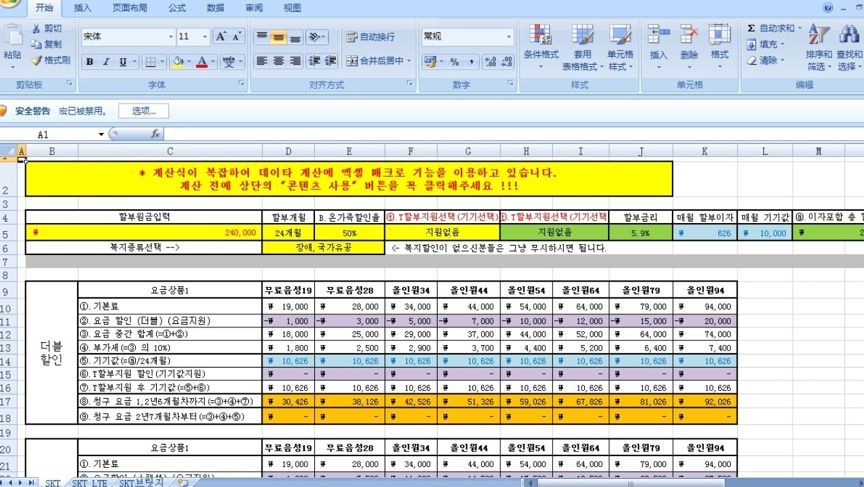 开始 插入 页面布局 公式 数据 审阅 视图
剪切
复制
格式刷
粘贴
剪贴板
宋体 11
B I U
字体
自动换行
合并后居中
对齐方式
常规
数字
条件格式 套用表格格式 单元格样式
样式
插入 删除 格式
单元格
Σ 自动求和
填充
清除
排序和筛选 查找和选择
编辑
安全警告 宏已被禁用。 选项...
A1 fx
A B C D E F G H I J K L M
* 계산식이 복잡하여 데이타 계산에 엑셀 매크로 기능을 이용하고 있습니다.
계산 전에 상단의 "콘텐츠 사용" 버튼을 꼭 클릭해주세요 !!!
할부원금입력 할부개월 B.온가족할인율 ①.T할부지원선택(기기선택) ①.T할부지원선택(기기선택 할부금리 매월 할부이자 매월 기기값
₩ 240,000 24개월 50% 지원없음 지원없음 5.9% ₩ 626 ₩ 10,000 ₩
복지종류선택 --> 장애,국가유공 <- 복지할인이 없으신분들은 그냥 무시하시면 됩니다.
더블
할인
요금상품1 무료음성19 무료음성28 올인원34 올인원44 올인원54 올인원64 올인원79 올인원94
①. 기본료 ₩ 19,000 ₩ 28,000 ₩ 34,000 ₩ 44,000 ₩ 54,000 ₩ 64,000 ₩ 79,000 ₩ 94,000
②. 요금 할인 (더블) (요금지원) -₩ 1,000 -₩ 3,000 -₩ 5,000 -₩ 7,000 -₩ 10,000 -₩ 12,000 -₩ 15,000 -₩ 20,000
③. 요금 중간 합계(=①+②) ₩ 18,000 ₩ 25,000 ₩ 29,000 ₩ 37,000 ₩ 44,000 ₩ 52,000 ₩ 64,000 ₩ 74,000
④. 부가세(=③ 의 10%) ₩ 1,800 ₩ 2,500 ₩ 2,900 ₩ 3,700 ₩ 4,400 ₩ 5,200 ₩ 6,400 ₩ 7,400
⑤. 기기값(=ⓐ/24개월) ₩ 10,626 ₩ 10,626 ₩ 10,626 ₩ 10,626 ₩ 10,626 ₩ 10,626 ₩ 10,626 ₩ 10,626
⑥. T할부지원 할인(기기값지원) ₩ - ₩ - ₩ - ₩ - ₩ - ₩ - ₩ - ₩ -
⑦. T할부지원 후 기기값(=⑤+⑥) ₩ 10,626 ₩ 10,626 ₩ 10,626 ₩ 10,626 ₩ 10,626 ₩ 10,626 ₩ 10,626 ₩ 10,626
⑧. 청구 요금 1,2년6개월차까지(=③+④+⑦) ₩ 30,426 ₩ 38,126 ₩ 42,526 ₩ 51,326 ₩ 59,026 ₩ 67,826 ₩ 81,026 ₩ 92,026
⑨. 청구 요금 2년7개월차부터(=③+④+⑤) ₩ - ₩ - ₩ - ₩ - ₩ - ₩ - ₩ - ₩ -
요금상품1 무료음성19 무료음성28 올인원34 올인원44 올인원54 올인원64 올인원79 올인원94
①. 기본료 ₩ 19,000 ₩ 28,000 ₩ 34,000 ₩ 44,000 ₩ 54,000 ₩ 64,000 ₩ 79,000 ₩ 94,000
SKT SKT LTE SKT브릿지